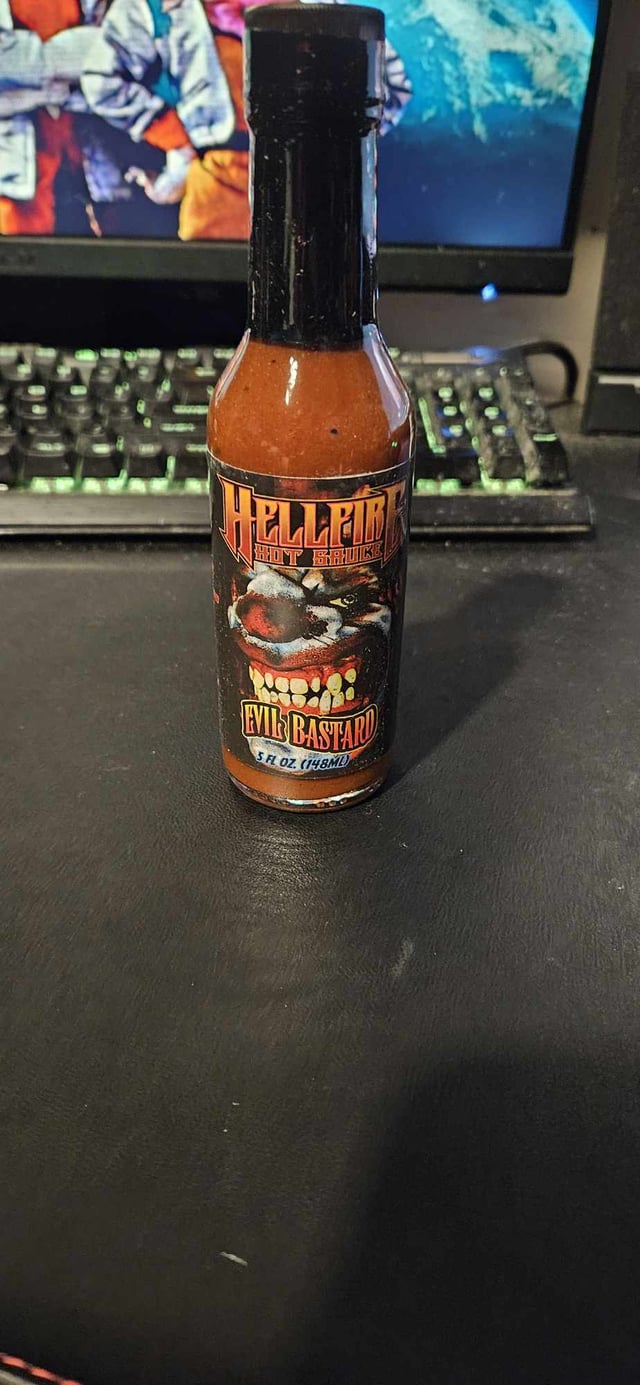 HELLFIRE
HOT SAUCE
EVIL BASTARD
5 FL OZ. (148ML)